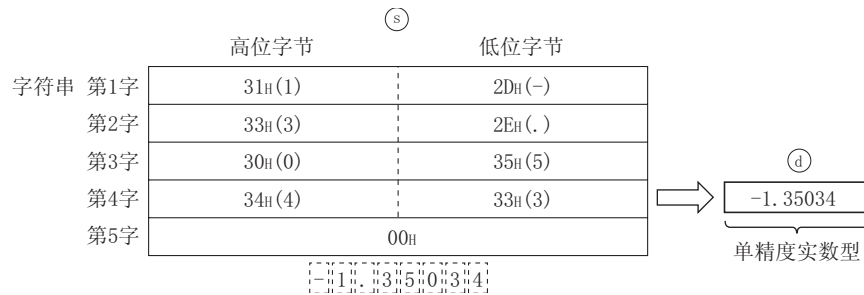 s
高位字节 低位字节
字符串 第1字 31H(1) 2DH(-)
第2字 33H(3) 2EH(.)
第3字 30H(0) 35H(5)
第4字 34H(4) 33H(3)
第5字 00H
d
-1.35034
单精度实数型
-1.35034